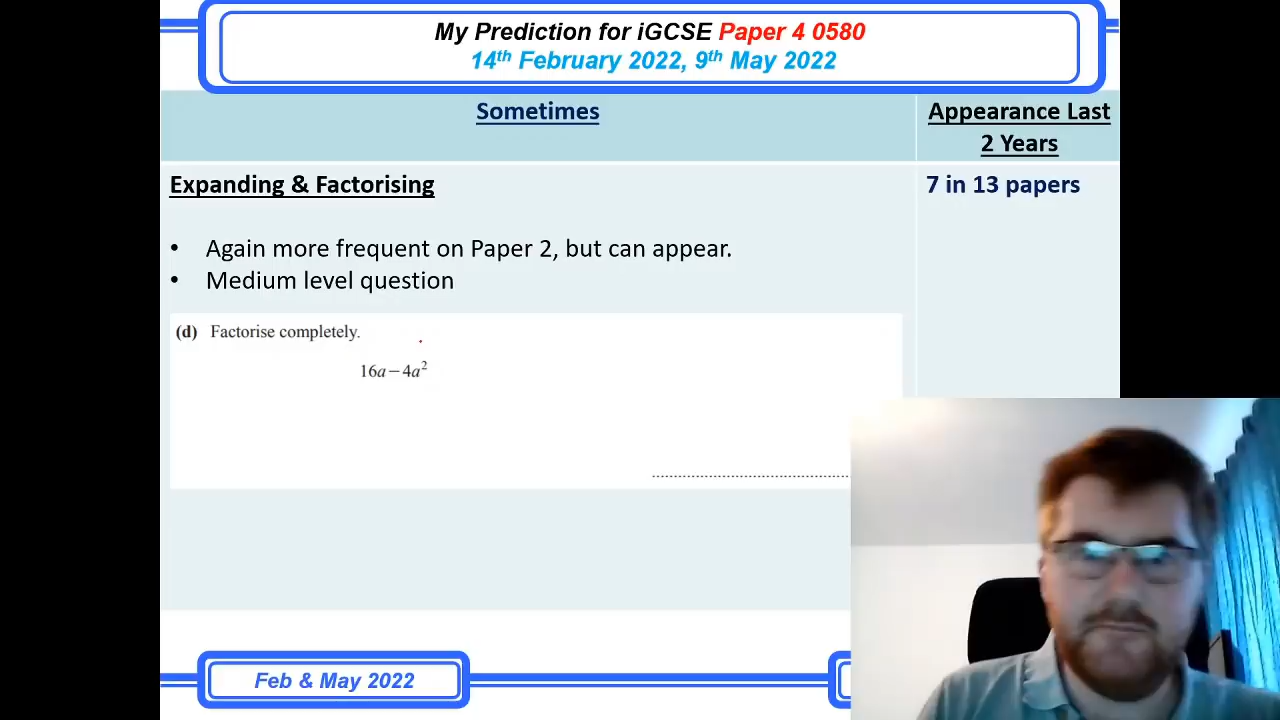 My Prediction for iGCSE Paper 4 0580
14th February 2022, 9th May 2022
Sometimes
Appearance Last
2 Years
Expanding & Factorising
7 in 13 papers
• Again more frequent on Paper 2, but can appear.
• Medium level question
(d) Factorise completely.
16a − 4a²
Feb & May 2022